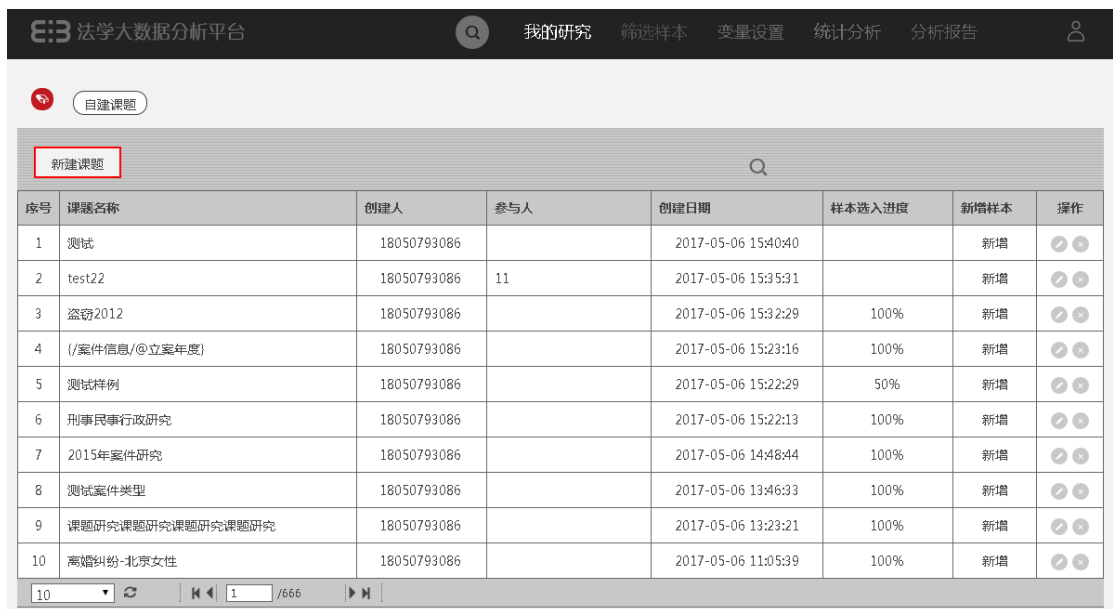 法学大数据分析平台 我的研究 筛选样本 变量设置 统计分析 分析报告
自建课题
新建课题
序号 课题名称 创建人 参与人 创建日期 样本选入进度 新增样本 操作
1 测试 18050793086 2017-05-06 15:40:40 新增
2 test22 18050793086 11 2017-05-06 15:35:31 新增
3 盗窃2012 18050793086 2017-05-06 15:32:29 100% 新增
4 {/案件信息/@立案年度} 18050793086 2017-05-06 15:23:16 100% 新增
5 测试样例 18050793086 2017-05-06 15:22:29 50% 新增
6 刑事民事行政研究 18050793086 2017-05-06 15:22:13 100% 新增
7 2015年案件研究 18050793086 2017-05-06 14:48:44 100% 新增
8 测试案件类型 18050793086 2017-05-06 13:46:33 100% 新增
9 课题研究课题研究课题研究课题研究 18050793086 2017-05-06 13:23:21 100% 新增
10 离婚纠纷-北京女性 18050793086 2017-05-06 11:05:39 100% 新增
10 1 /666